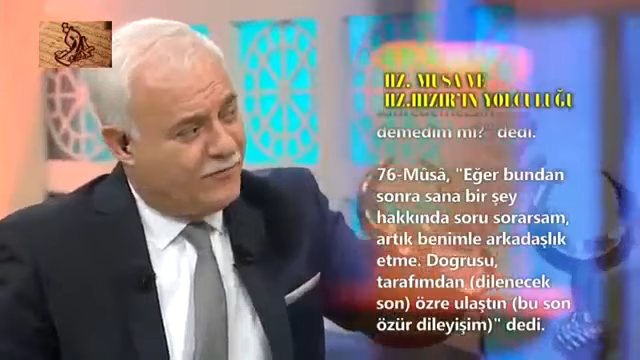 HZ. MUSA VE
HZ.HIZIR'IN YOLCULUĞU
demedim mi?" dedi.
76-Mûsâ, "Eğer bundan
sonra sana bir şey
hakkında soru sorarsam,
artık benimle arkadaşlık
etme. Doğrusu,
tarafımdan (dilenecek
son) özre ulaştın (bu son
özür dileyişim)" dedi.